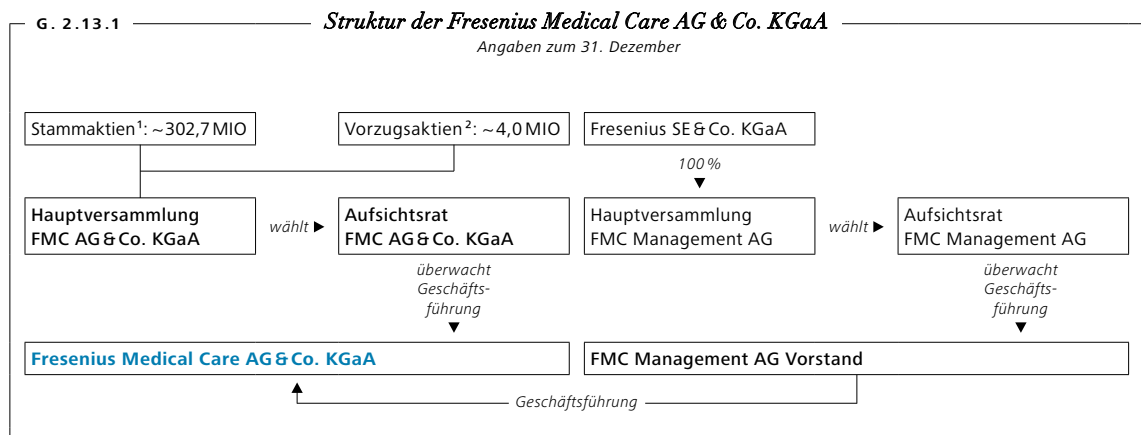 G. 2.13.1
Struktur der Fresenius Medical Care AG & Co. KGaA
Angaben zum 31. Dezember
Stammaktien¹: ~302,7 MIO
Vorzugsaktien²: ~4,0 MIO
Fresenius SE & Co. KGaA
100 %
Hauptversammlung
FMC AG & Co. KGaA
wählt ►
Aufsichtsrat
FMC AG & Co. KGaA
Hauptversammlung
FMC Management AG
wählt ►
Aufsichtsrat
FMC Management AG
überwacht
Geschäfts-
führung
überwacht
Geschäfts-
führung
Fresenius Medical Care AG & Co. KGaA
FMC Management AG Vorstand
Geschäftsführung